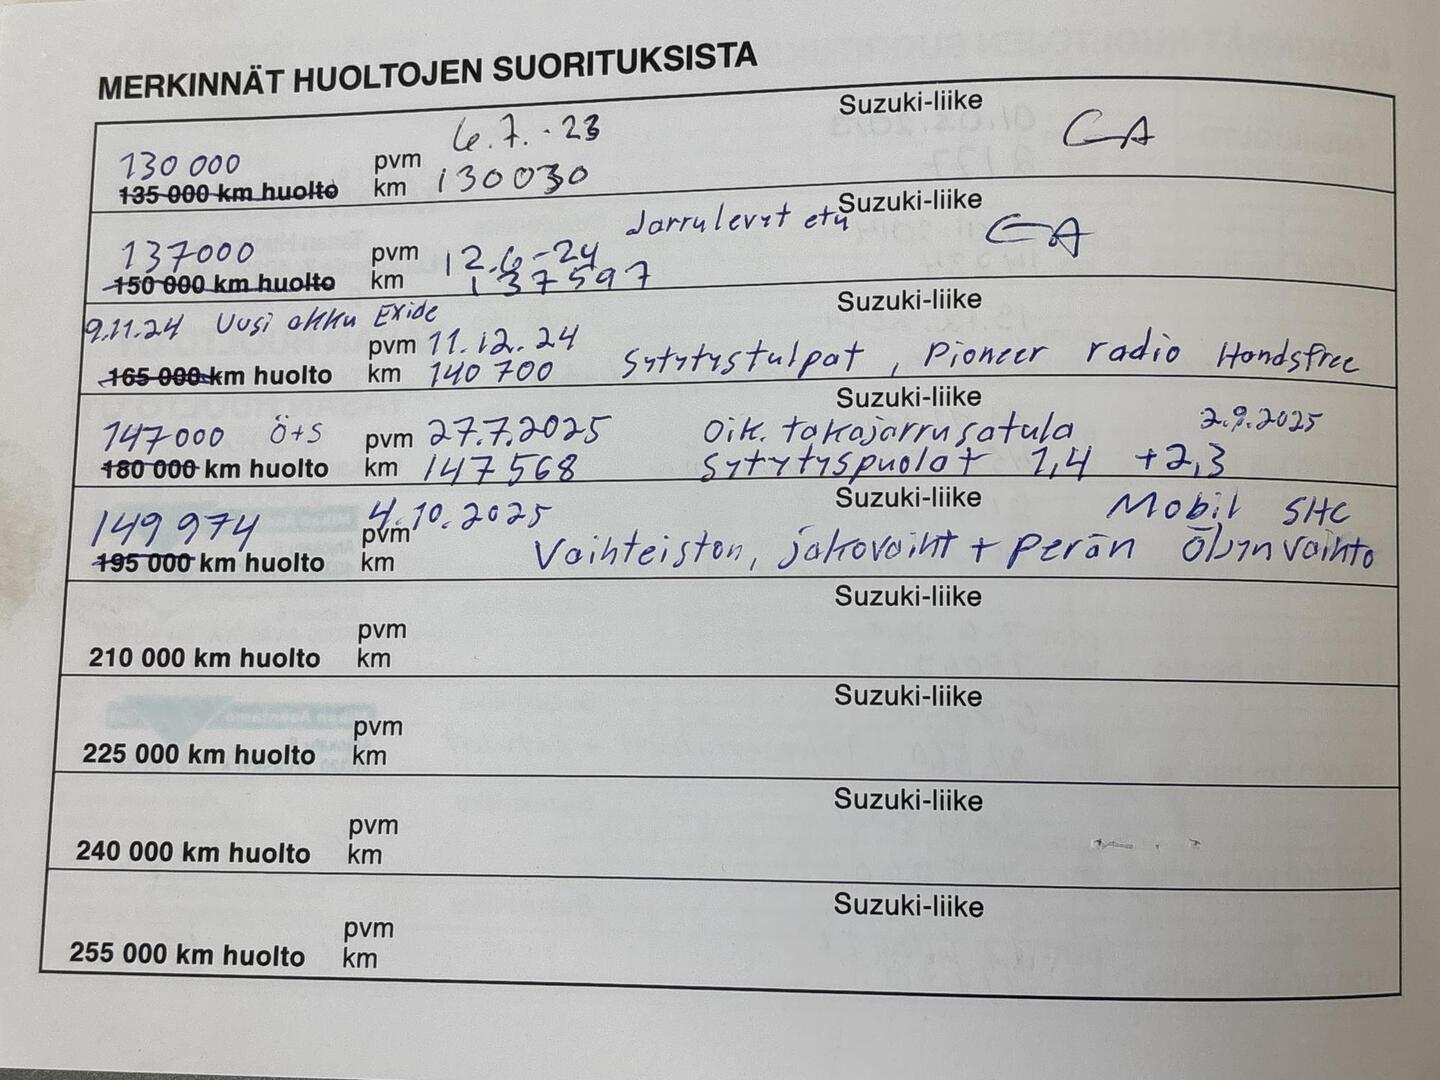 MERKINNÄT HUOLTOJEN SUORITUKSISTA
Suzuki-liike
6.7.-23
130 000 pvm
135 000 km huolto km 130030
GA
Suzuki-liike
Jarrulevyt etu
137000 pvm 12.6-24
150 000 km huolto km 137597
GA
Suzuki-liike
9.11.24 Uusi akku Exide
pvm 11.12.24
165 000 km huolto km 140 700 Sytytystulpat, Pioneer radio Handsfree
Suzuki-liike
147000 Ö+S pvm 27.7.2025 Oik. takajarrusatula 2.9.2025
180 000 km huolto km 147568 Sytytyspuolat 1,4 +2,3
Suzuki-liike
149 974 pvm 4.10.2025 Mobil SHC
195 000 km huolto km Vaihteiston, jakovaiht + perän Öljynvaihto
Suzuki-liike
pvm
210 000 km huolto km
Suzuki-liike
pvm
225 000 km huolto km
Suzuki-liike
pvm
240 000 km huolto km
Suzuki-liike
pvm
255 000 km huolto km